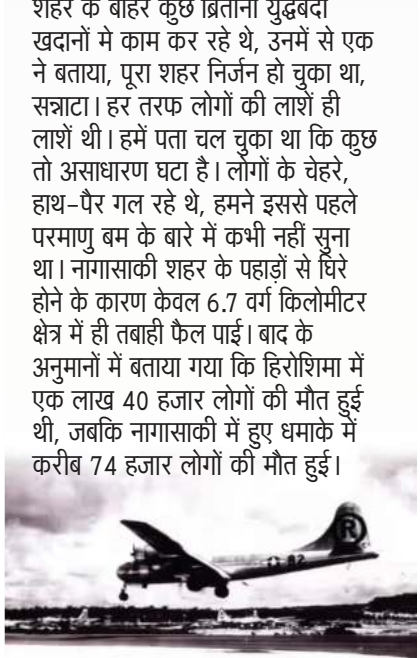 शहर के बाहर कुछ ब्रितानी युद्धबंदी
खदानों मे काम कर रहे थे, उनमें से एक
ने बताया, पूरा शहर निर्जन हो चुका था,
सन्नाटा। हर तरफ लोगों की लाशें ही
लाशें थी। हमें पता चल चुका था कि कुछ
तो असाधारण घटा है। लोगों के चेहरे,
हाथ-पैर गल रहे थे, हमने इससे पहले
परमाणु बम के बारे में कभी नहीं सुना
था। नागासाकी शहर के पहाड़ों से घिरे
होने के कारण केवल 6.7 वर्ग किलोमीटर
क्षेत्र में ही तबाही फैल पाई। बाद के
अनुमानों में बताया गया कि हिरोशिमा में
एक लाख 40 हजार लोगों की मौत हुई
थी, जबकि नागासाकी में हुए धमाके में
करीब 74 हजार लोगों की मौत हुई।
R
82